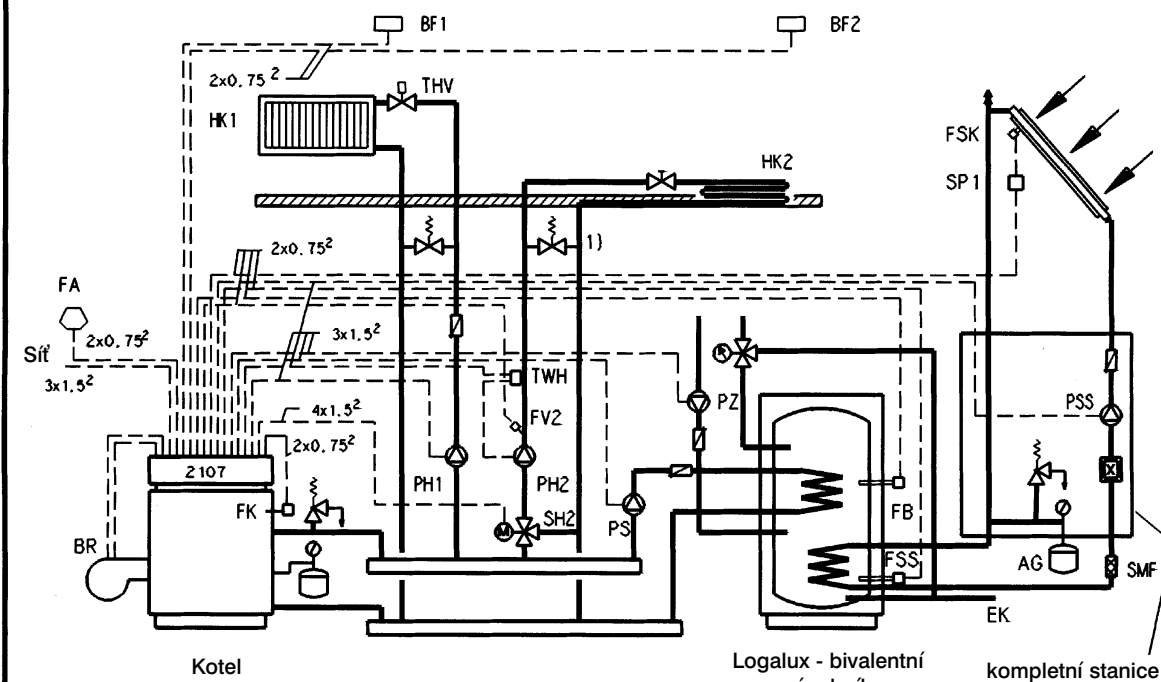 BF1
BF2
2x0.75²
THV
HK1
FSK
HK2
SP1
1)
2x0.75²
FA
2x0.75²
3x1.5²
Síť
3x1.5²
TWH
PZ
PSS
4x1.5²
FV2
2x0.75²
2107
PH1
PH2
FK
SH2
PS
FB
BR
FSS
AG
SMF
EK
Kotel
Logalux - bivalentní
kompletní stanice